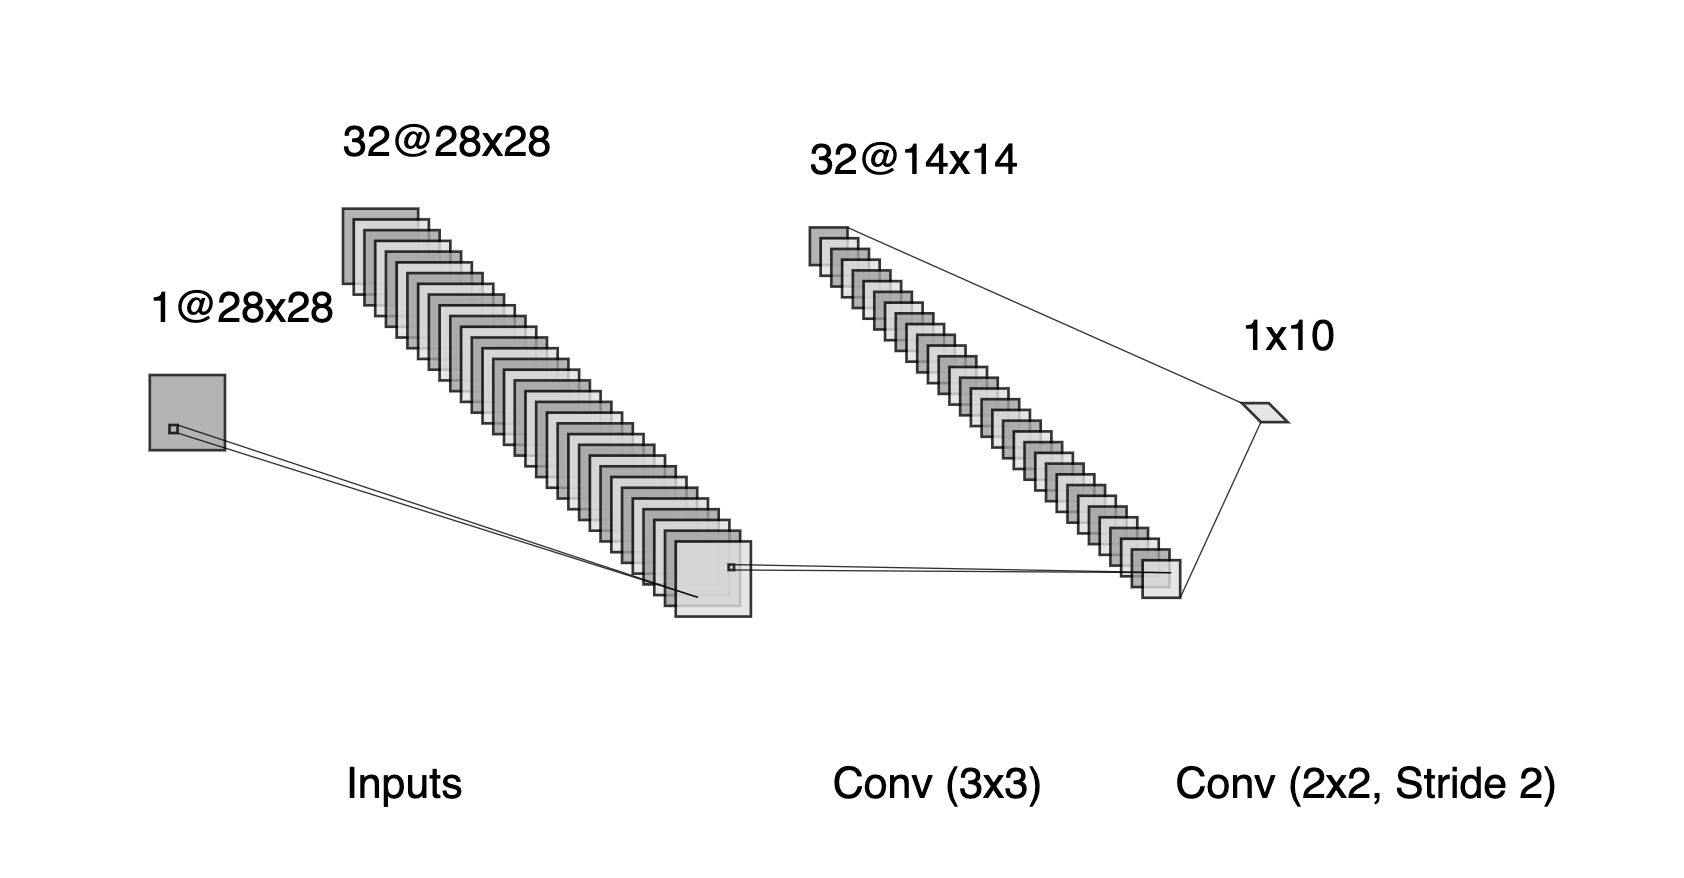 32@28x28
32@14x14
1@28x28
1x10
Inputs
Conv (3x3)
Conv (2x2, Stride 2)